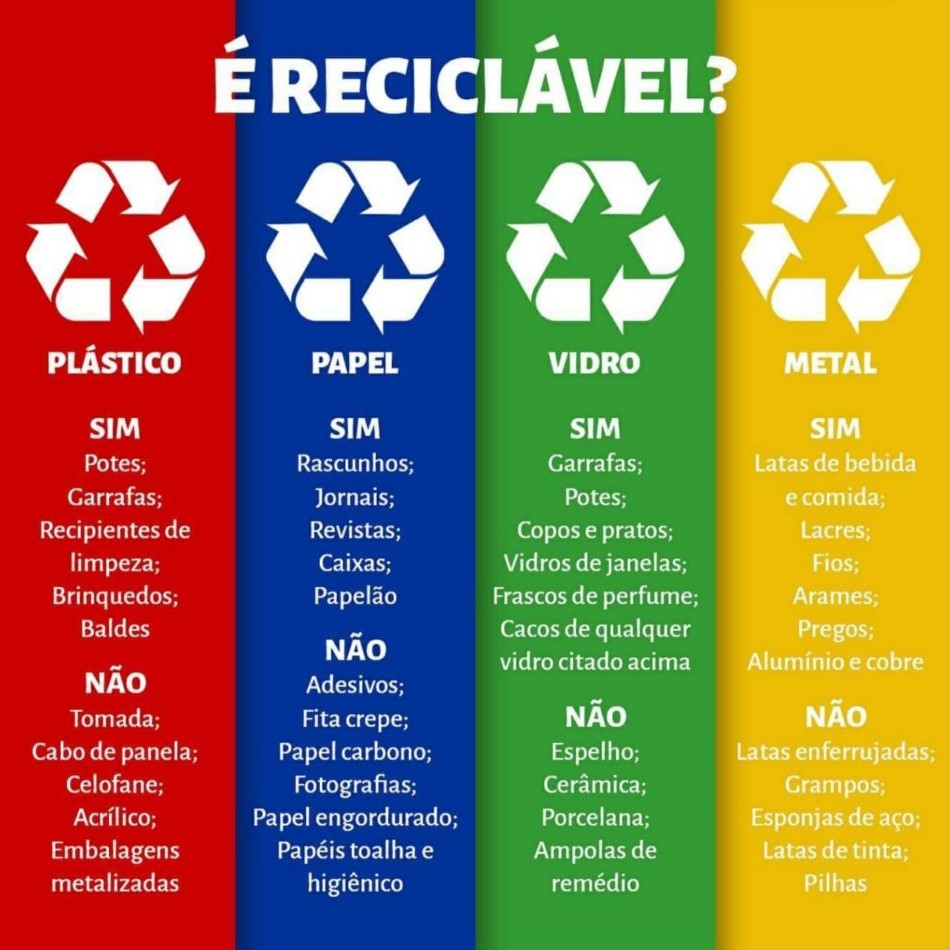 É RECICLÁVEL?
PLÁSTICO
SIM
Potes;
Garrafas;
Recipientes de
limpeza;
Brinquedos;
Baldes
NÃO
Tomada;
Cabo de panela;
Celofane;
Acrílico;
Embalagens
metalizadas
PAPEL
SIM
Rascunhos;
Jornais;
Revistas;
Caixas;
Papelão
NÃO
Adesivos;
Fita crepe;
Papel carbono;
Fotografias;
Papel engordurado;
Papéis toalha e
higiênico
VIDRO
SIM
Garrafas;
Potes;
Copos e pratos;
Vidros de janelas;
Frascos de perfume;
Cacos de qualquer
vidro citado acima
NÃO
Espelho;
Cerâmica;
Porcelana;
Ampolas de
remédio
METAL
SIM
Latas de bebida
e comida;
Lacres;
Fios;
Arames;
Pregos;
Alumínio e cobre
NÃO
Latas enferrujadas;
Grampos;
Esponjas de aço;
Latas de tinta;
Pilhas